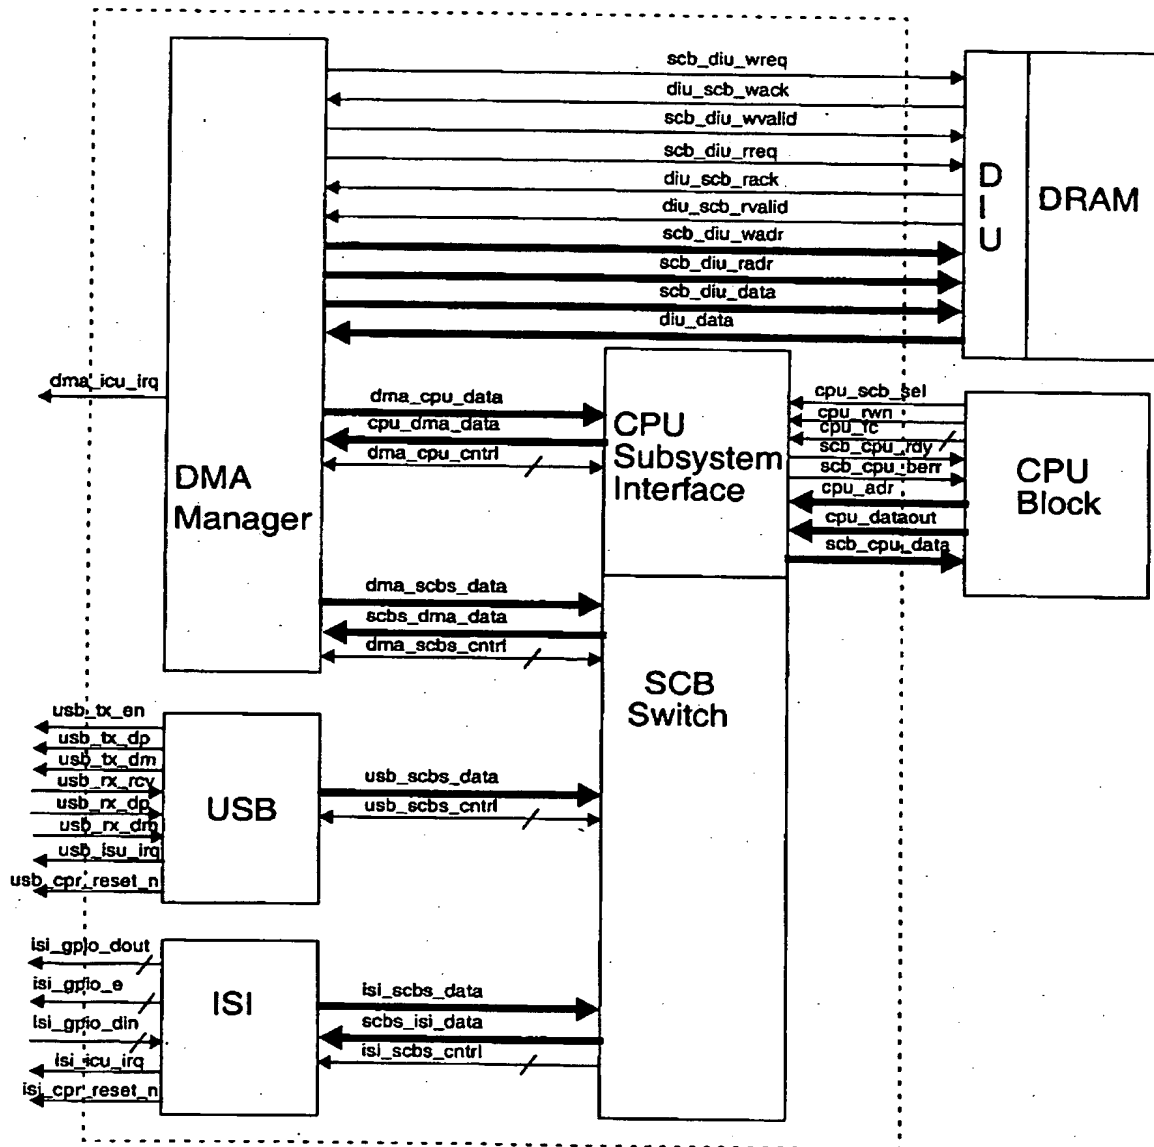 scb_diu_wreq
diu_scb_wack
scb_diu_wvalid
scb_diu_rreq
diu_scb_rack
diu_scb_rvalid
scb_diu_wadr
scb_diu_radr
scb_diu_data
diu_data
D
I
U
DRAM
dma_icu_irq
DMA
Manager
dma_cpu_data
cpu_dma_data
dma_cpu_cntrl
CPU
Subsystem
Interface
cpu_scb_sel
cpu_rwn
cpu_fc
scb_cpu_rdy
scb_cpu_berr
cpu_adr
cpu_dataout
scb_cpu_data
CPU
Block
dma_scbs_data
scbs_dma_data
dma_scbs_cntrl
SCB
Switch
usb_tx_en
usb_tx_dp
usb_tx_dm
usb_rx_rcv
usb_rx_dp
usb_rx_dm
usb_isu_irq
usb_cpr_reset_n
USB
usb_scbs_data
usb_scbs_cntrl
isi_gpio_dout
isi_gpio_e
isi_gpio_din
isi_icu_irq
isi_cpr_reset_n
ISI
isi_scbs_data
scbs_isi_data
isi_scbs_cntrl